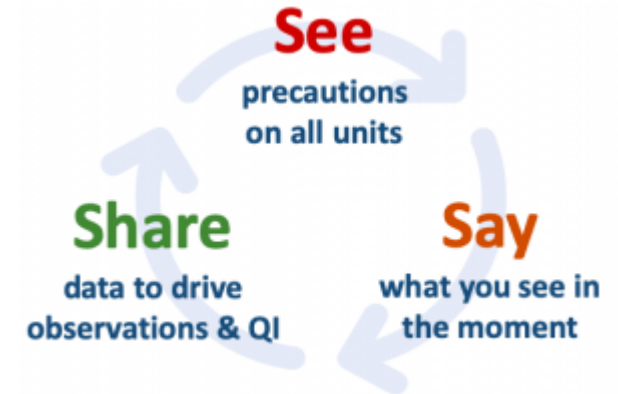 See
precautions
on all units
Share
data to drive
observations & QI
Say
what you see in
the moment